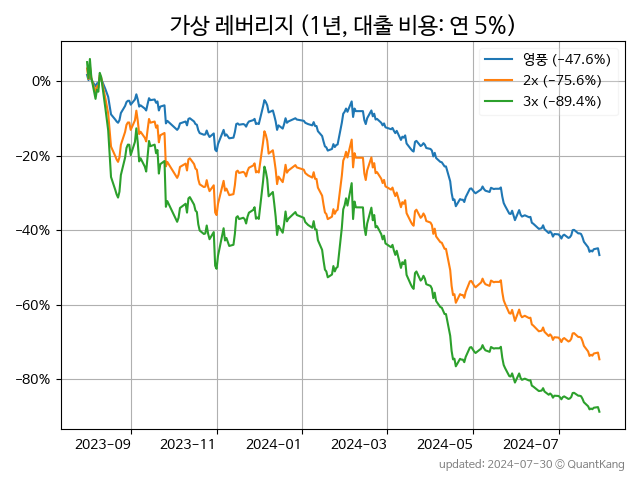 가상 레버리지 (1년, 대출 비용: 연 5%)
영풍 (−47.6%)
2x (−75.6%)
3x (−89.4%)
0%
−20%
−40%
−60%
−80%
2023-09 2023-11 2024-01 2024-03 2024-05 2024-07
updated: 2024-07-30 © QuantKang